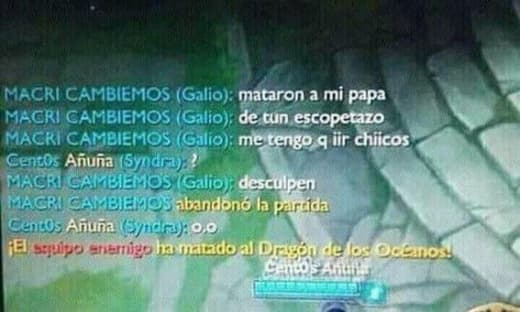 MACRI CAMBIEMOS (Galio): mataron a mi papa
MACRI CAMBIEMOS (Galio): de tun escopetazo
MACRI CAMBIEMOS (Galio): me tengo q iir chiicos
Cent0s Añuña (Syndra): ?
MACRI CAMBIEMOS (Galio): desculpen
MACRI CAMBIEMOS abandonó la partida
Cent0s Añuña (Syndra): o.o
¡El equipo enemigo ha matado al Dragón de los Océanos!
Cent0s Añuña